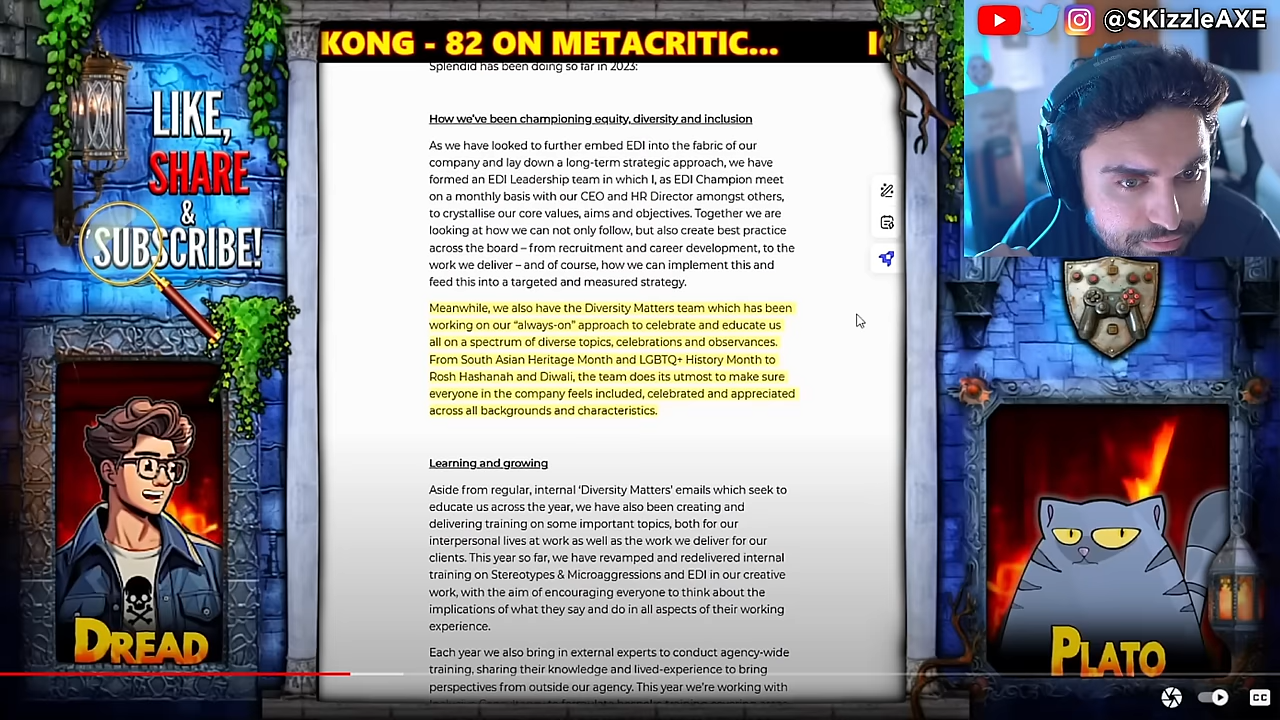 KONG - 82 ON METACRITIC...
@SKizzleAXE
LIKE,
SHARE
&
SUBSCRIBE!
Splendid has been doing so far in 2023:
How we've been championing equity, diversity and inclusion
As we have looked to further embed EDI into the fabric of our
company and lay down a long-term strategic approach, we have
formed an EDI Leadership team in which I, as EDI Champion meet
on a monthly basis with our CEO and HR Director amongst others,
to crystallise our core values, aims and objectives. Together we are
looking at how we can not only follow, but also create best practice
across the board – from recruitment and career development, to the
work we deliver – and of course, how we can implement this and
feed this into a targeted and measured strategy.
Meanwhile, we also have the Diversity Matters team which has been
working on our “always-on” approach to celebrate and educate us
all on a spectrum of diverse topics, celebrations and observances.
From South Asian Heritage Month and LGBTQ+ History Month to
Rosh Hashanah and Diwali, the team does its utmost to make sure
everyone in the company feels included, celebrated and appreciated
across all backgrounds and characteristics.
Learning and growing
Aside from regular, internal ‘Diversity Matters’ emails which seek to
educate us across the year, we have also been creating and
delivering training on some important topics, both for our
interpersonal lives at work as well as the work we deliver for our
clients. This year so far, we have revamped and redelivered internal
training on Stereotypes & Microaggressions and EDI in our creative
work, with the aim of encouraging everyone to think about the
implications of what they say and do in all aspects of their working
experience.
Each year we also bring in external experts to conduct agency-wide
training, sharing their knowledge and lived-experience to bring
perspectives from outside our agency. This year we're working with
DREAD
PLATO
CC